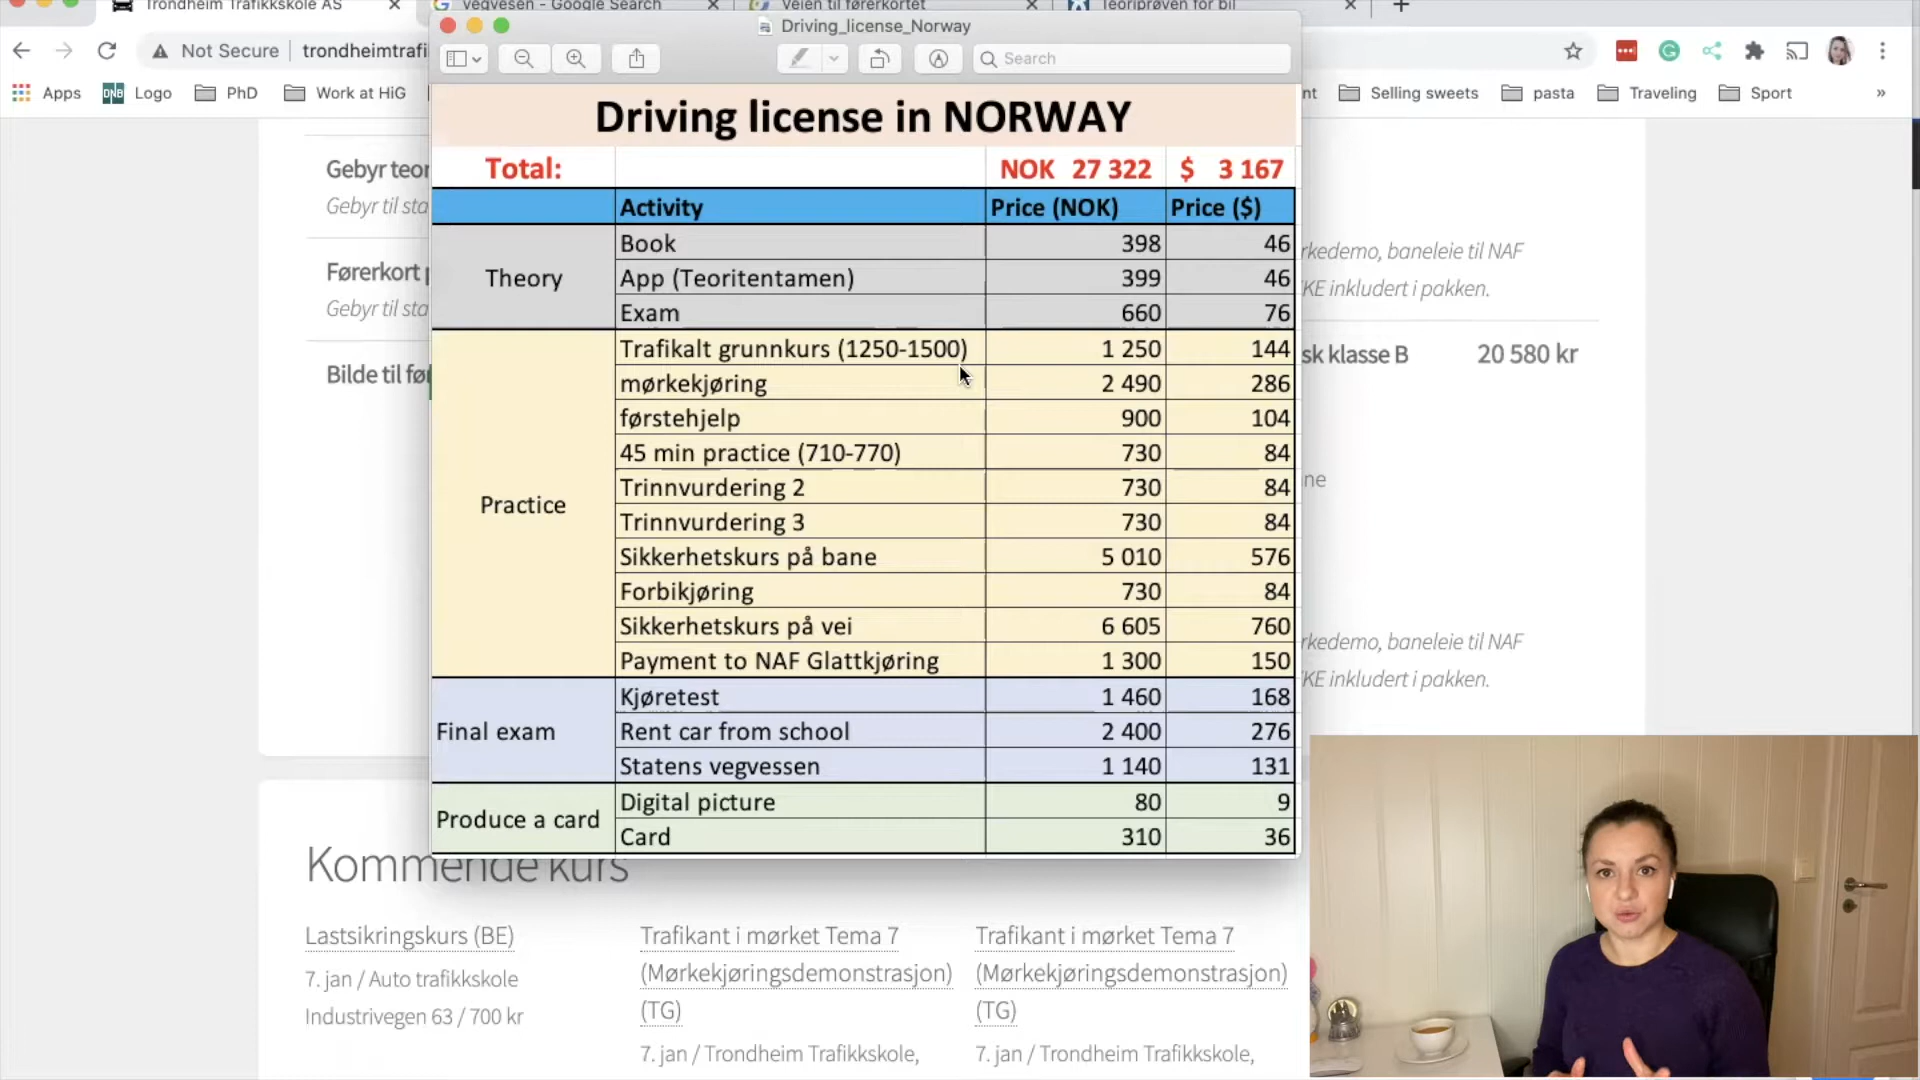 Trondheim Trafikkskole AS
vegvesen - Google Search
Veien til førerkortet
Teoriprøven for bil
Driving_license_Norway
Not Secure
trondheimtrafi
Search
Apps
DNB
Logo
PhD
Work at HiG
nt
Selling sweets
pasta
Traveling
Sport
»
Driving license in NORWAY
Total: NOK 27 322 $ 3 167
Activity Price (NOK) Price ($)
Theory
Book 398 46
App (Teoritentamen) 399 46
Exam 660 76
Practice
Trafikalt grunnkurs (1250-1500) 1 250 144
mørkekjøring 2 490 286
førstehjelp 900 104
45 min practice (710-770) 730 84
Trinnvurdering 2 730 84
Trinnvurdering 3 730 84
Sikkerhetskurs på bane 5 010 576
Forbikjøring 730 84
Sikkerhetskurs på vei 6 605 760
Payment to NAF Glattkjøring 1 300 150
Final exam
Kjøretest 1 460 168
Rent car from school 2 400 276
Statens vegvessen 1 140 131
Produce a card
Digital picture 80 9
Card 310 36
Gebyr teor
Gebyr til sta
Førerkort p
Gebyr til sta
Bilde til før
rkedemo, baneleie til NAF
KE inkludert i pakken.
sk klasse B 20 580 kr
ne
rkedemo, baneleie til NAF
KE inkludert i pakken.
Kommende kurs
Lastsikringskurs (BE)
7. jan / Auto trafikkskole
Industrivegen 63 / 700 kr
Trafikant i mørket Tema 7
(Mørkekjøringsdemonstrasjon)
(TG)
7. jan / Trondheim Trafikkskole,
Trafikant i mørket Tema 7
(Mørkekjøringsdemonstrasjon)
(TG)
7. jan / Trondheim Trafikkskole,